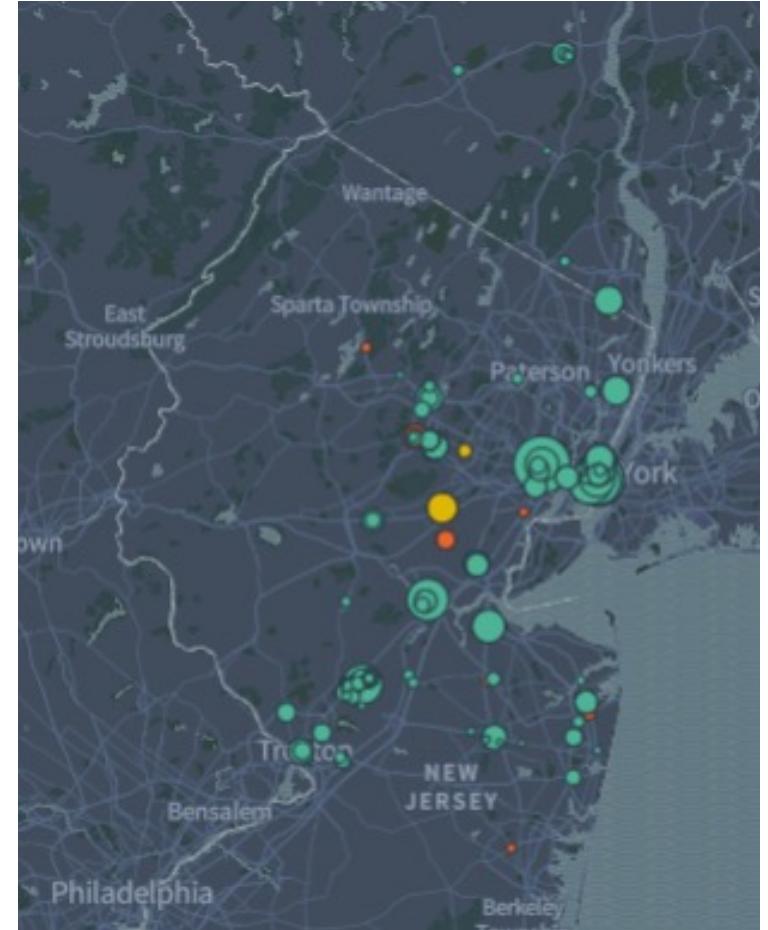 Wantage
Sparta Township
East
Stroudsburg
Paterson
Yonkers
S
O
York
own
Trenton
NEW
JERSEY
Bensalem
Philadelphia
Berkeley